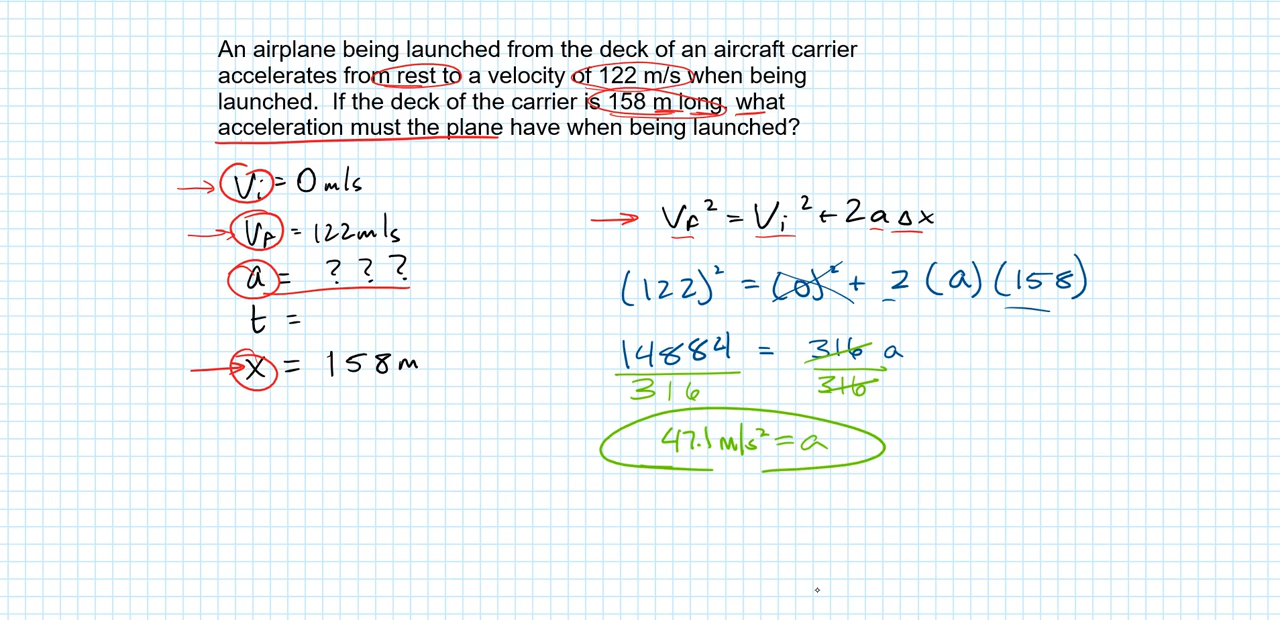 An airplane being launched from the deck of an aircraft carrier
accelerates from rest to a velocity of 122 m/s when being
launched. If the deck of the carrier is 158 m long, what
acceleration must the plane have when being launched?
Vi = 0 m/s
Vf = 122 m/s
a = ? ? ?
t =
x = 158 m
Vf² = Vi² + 2a Δx
(122)² = (0)² + 2 (a) (158)
14884 = 316 a
316 316
47.1 m/s² = a